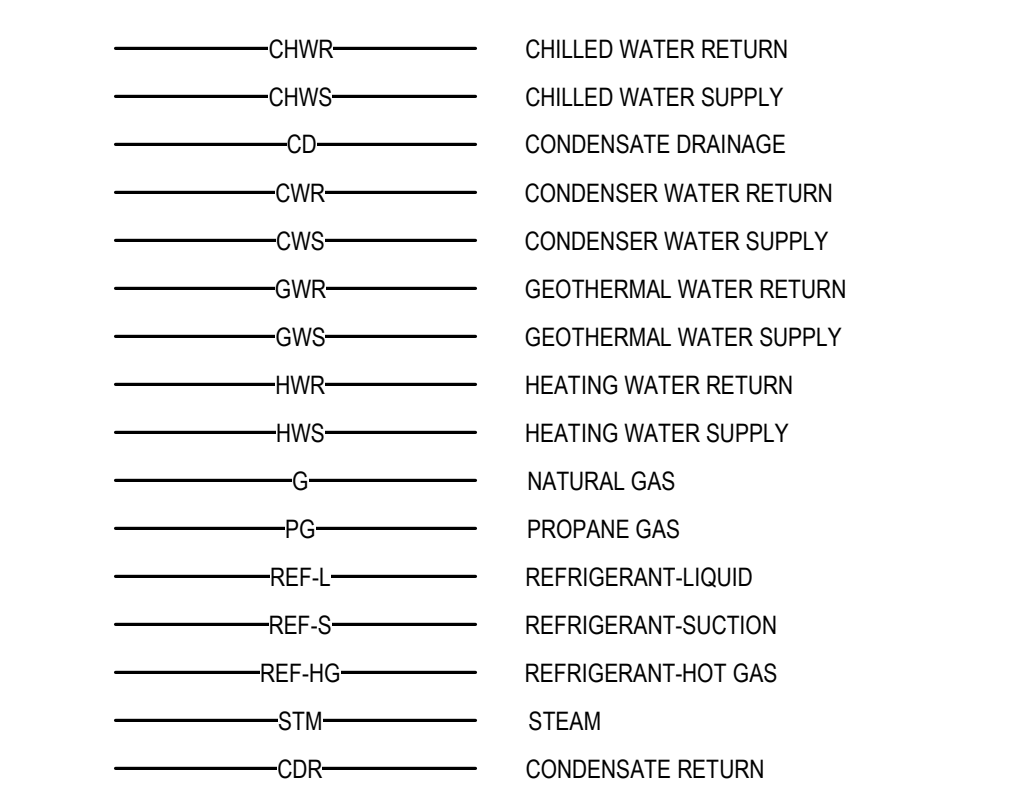 CHWR CHILLED WATER RETURN
CHWS CHILLED WATER SUPPLY
CD CONDENSATE DRAINAGE
CWR CONDENSER WATER RETURN
CWS CONDENSER WATER SUPPLY
GWR GEOTHERMAL WATER RETURN
GWS GEOTHERMAL WATER SUPPLY
HWR HEATING WATER RETURN
HWS HEATING WATER SUPPLY
G NATURAL GAS
PG PROPANE GAS
REF-L REFRIGERANT-LIQUID
REF-S REFRIGERANT-SUCTION
REF-HG REFRIGERANT-HOT GAS
STM STEAM
CDR CONDENSATE RETURN